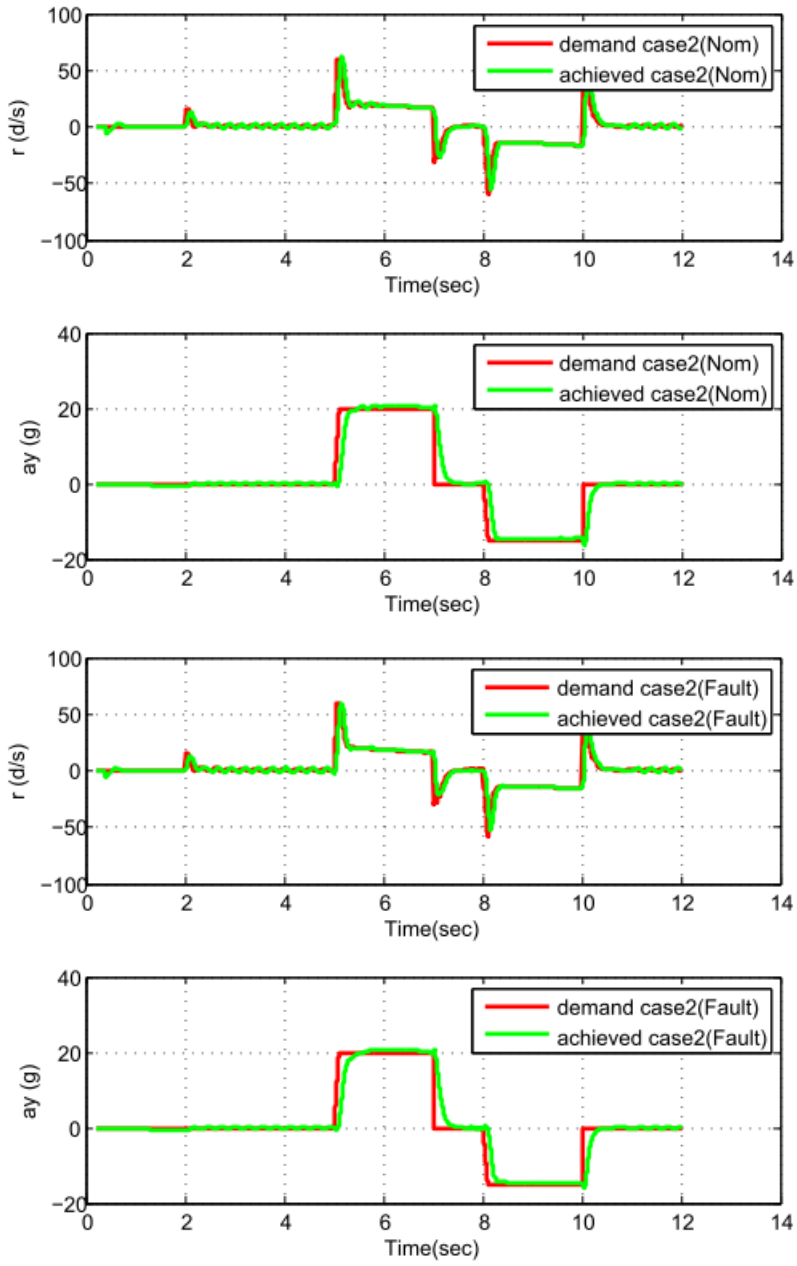 100
50
0
−50
−100
r (d/s)
demand case2(Nom)
achieved case2(Nom)
0 2 4 6 8 10 12 14
Time(sec)
40
20
0
−20
ay (g)
demand case2(Nom)
achieved case2(Nom)
0 2 4 6 8 10 12 14
Time(sec)
100
50
0
−50
−100
r (d/s)
demand case2(Fault)
achieved case2(Fault)
0 2 4 6 8 10 12 14
Time(sec)
40
20
0
−20
ay (g)
demand case2(Fault)
achieved case2(Fault)
0 2 4 6 8 10 12 14
Time(sec)